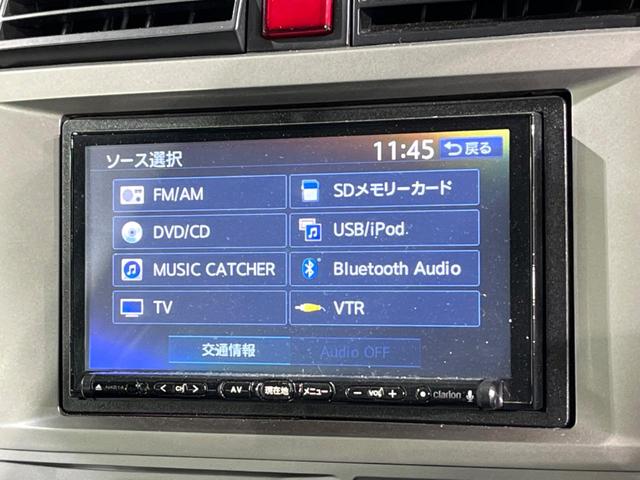 ソース選択 11:45 戻る
FM/AM SDメモリーカード
DVD/CD USB/iPod
MUSIC CATCHER Bluetooth Audio
TV VTR
交通情報 Audio OFF
CH AV 現在地 メニュー − VOL + clarion